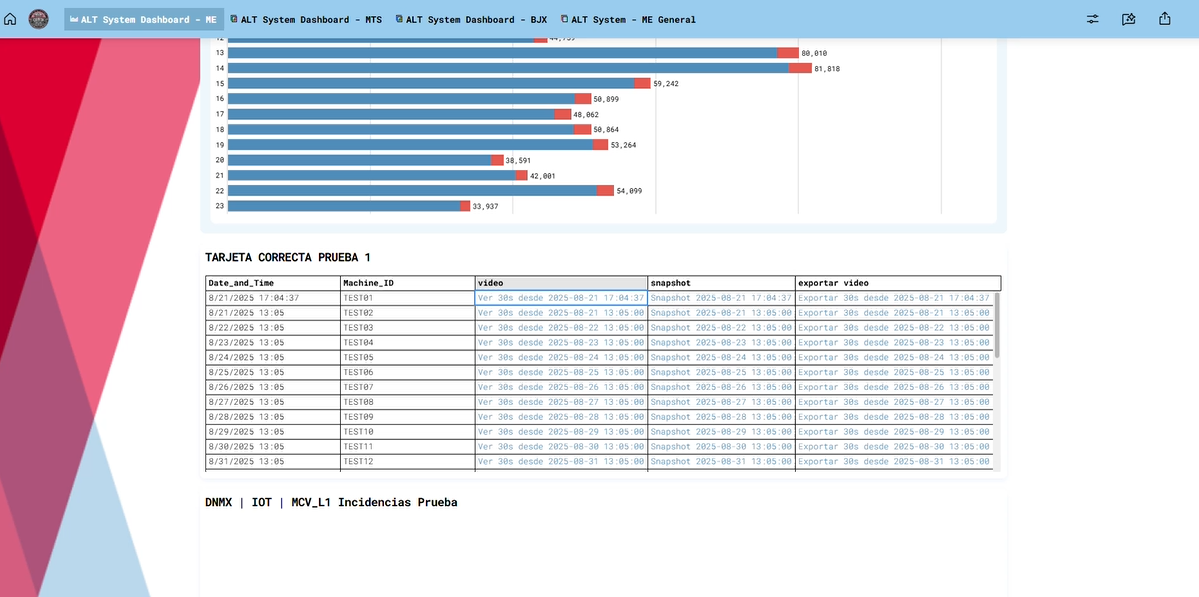 ALT System Dashboard - ME ALT System Dashboard - MTS ALT System Dashboard - BJX ALT System - ME General
13 80,010
14 81,818
15 59,242
16 50,899
17 48,062
18 50,864
19 53,264
20 38,591
21 42,001
22 54,099
23 33,937
TARJETA CORRECTA PRUEBA 1
Date_and_Time Machine_ID video snapshot exportar video
8/21/2025 17:04:37 TEST01 Ver 30s desde 2025-08-21 17:04:37 Snapshot 2025-08-21 17:04:37 Exportar 30s desde 2025-08-21 17:04:37
8/21/2025 13:05 TEST02 Ver 30s desde 2025-08-21 13:05:00 Snapshot 2025-08-21 13:05:00 Exportar 30s desde 2025-08-21 13:05:00
8/22/2025 13:05 TEST03 Ver 30s desde 2025-08-22 13:05:00 Snapshot 2025-08-22 13:05:00 Exportar 30s desde 2025-08-22 13:05:00
8/23/2025 13:05 TEST04 Ver 30s desde 2025-08-23 13:05:00 Snapshot 2025-08-23 13:05:00 Exportar 30s desde 2025-08-23 13:05:00
8/24/2025 13:05 TEST05 Ver 30s desde 2025-08-24 13:05:00 Snapshot 2025-08-24 13:05:00 Exportar 30s desde 2025-08-24 13:05:00
8/25/2025 13:05 TEST06 Ver 30s desde 2025-08-25 13:05:00 Snapshot 2025-08-25 13:05:00 Exportar 30s desde 2025-08-25 13:05:00
8/26/2025 13:05 TEST07 Ver 30s desde 2025-08-26 13:05:00 Snapshot 2025-08-26 13:05:00 Exportar 30s desde 2025-08-26 13:05:00
8/27/2025 13:05 TEST08 Ver 30s desde 2025-08-27 13:05:00 Snapshot 2025-08-27 13:05:00 Exportar 30s desde 2025-08-27 13:05:00
8/28/2025 13:05 TEST09 Ver 30s desde 2025-08-28 13:05:00 Snapshot 2025-08-28 13:05:00 Exportar 30s desde 2025-08-28 13:05:00
8/29/2025 13:05 TEST10 Ver 30s desde 2025-08-29 13:05:00 Snapshot 2025-08-29 13:05:00 Exportar 30s desde 2025-08-29 13:05:00
8/30/2025 13:05 TEST11 Ver 30s desde 2025-08-30 13:05:00 Snapshot 2025-08-30 13:05:00 Exportar 30s desde 2025-08-30 13:05:00
8/31/2025 13:05 TEST12 Ver 30s desde 2025-08-31 13:05:00 Snapshot 2025-08-31 13:05:00 Exportar 30s desde 2025-08-31 13:05:00
DNMX | IOT | MCV_L1 Incidencias Prueba